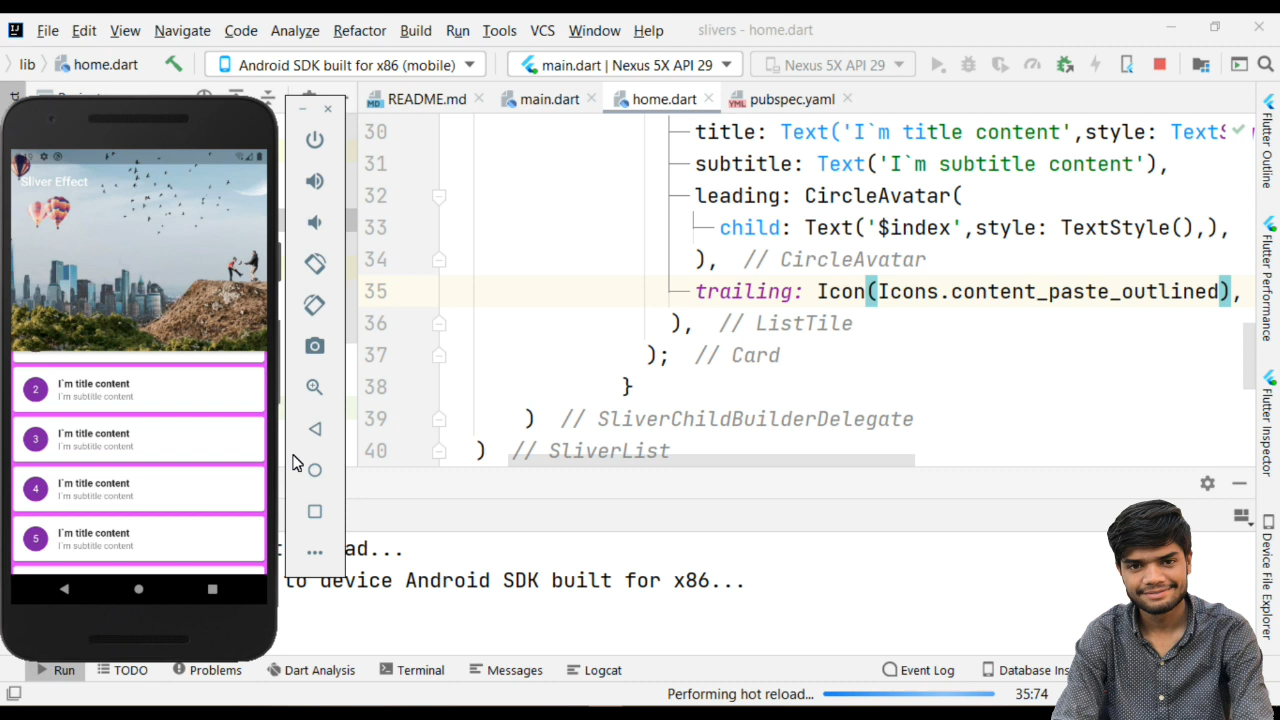 File Edit View Navigate Code Analyze Refactor Build Run Tools VCS Window Help slivers - home.dart
lib home.dart Android SDK built for x86 (mobile) main.dart | Nexus 5X API 29 Nexus 5X API 29
README.md main.dart home.dart pubspec.yaml
30 title: Text('I`m title content',style: TextS
31 subtitle: Text('I`m subtitle content'),
32 leading: CircleAvatar(
33 child: Text('$index',style: TextStyle(),),
34 ), // CircleAvatar
35 trailing: Icon(Icons.content_paste_outlined),
36 ), // ListTile
37 ); // Card
38 }
39 ) // SliverChildBuilderDelegate
40 ) // SliverList
Sliver Effect
2 I`m title content
I`m subtitle content
3 I`m title content
I`m subtitle content
4 I`m title content
I`m subtitle content
5 I`m title content
I`m subtitle content
ad...
to device Android SDK built for x86...
Flutter Outline
Flutter Performance
Flutter Inspector
Device File Explorer
Run TODO Problems Dart Analysis Terminal Messages Logcat Event Log Database Ins
Performing hot reload... 35:74